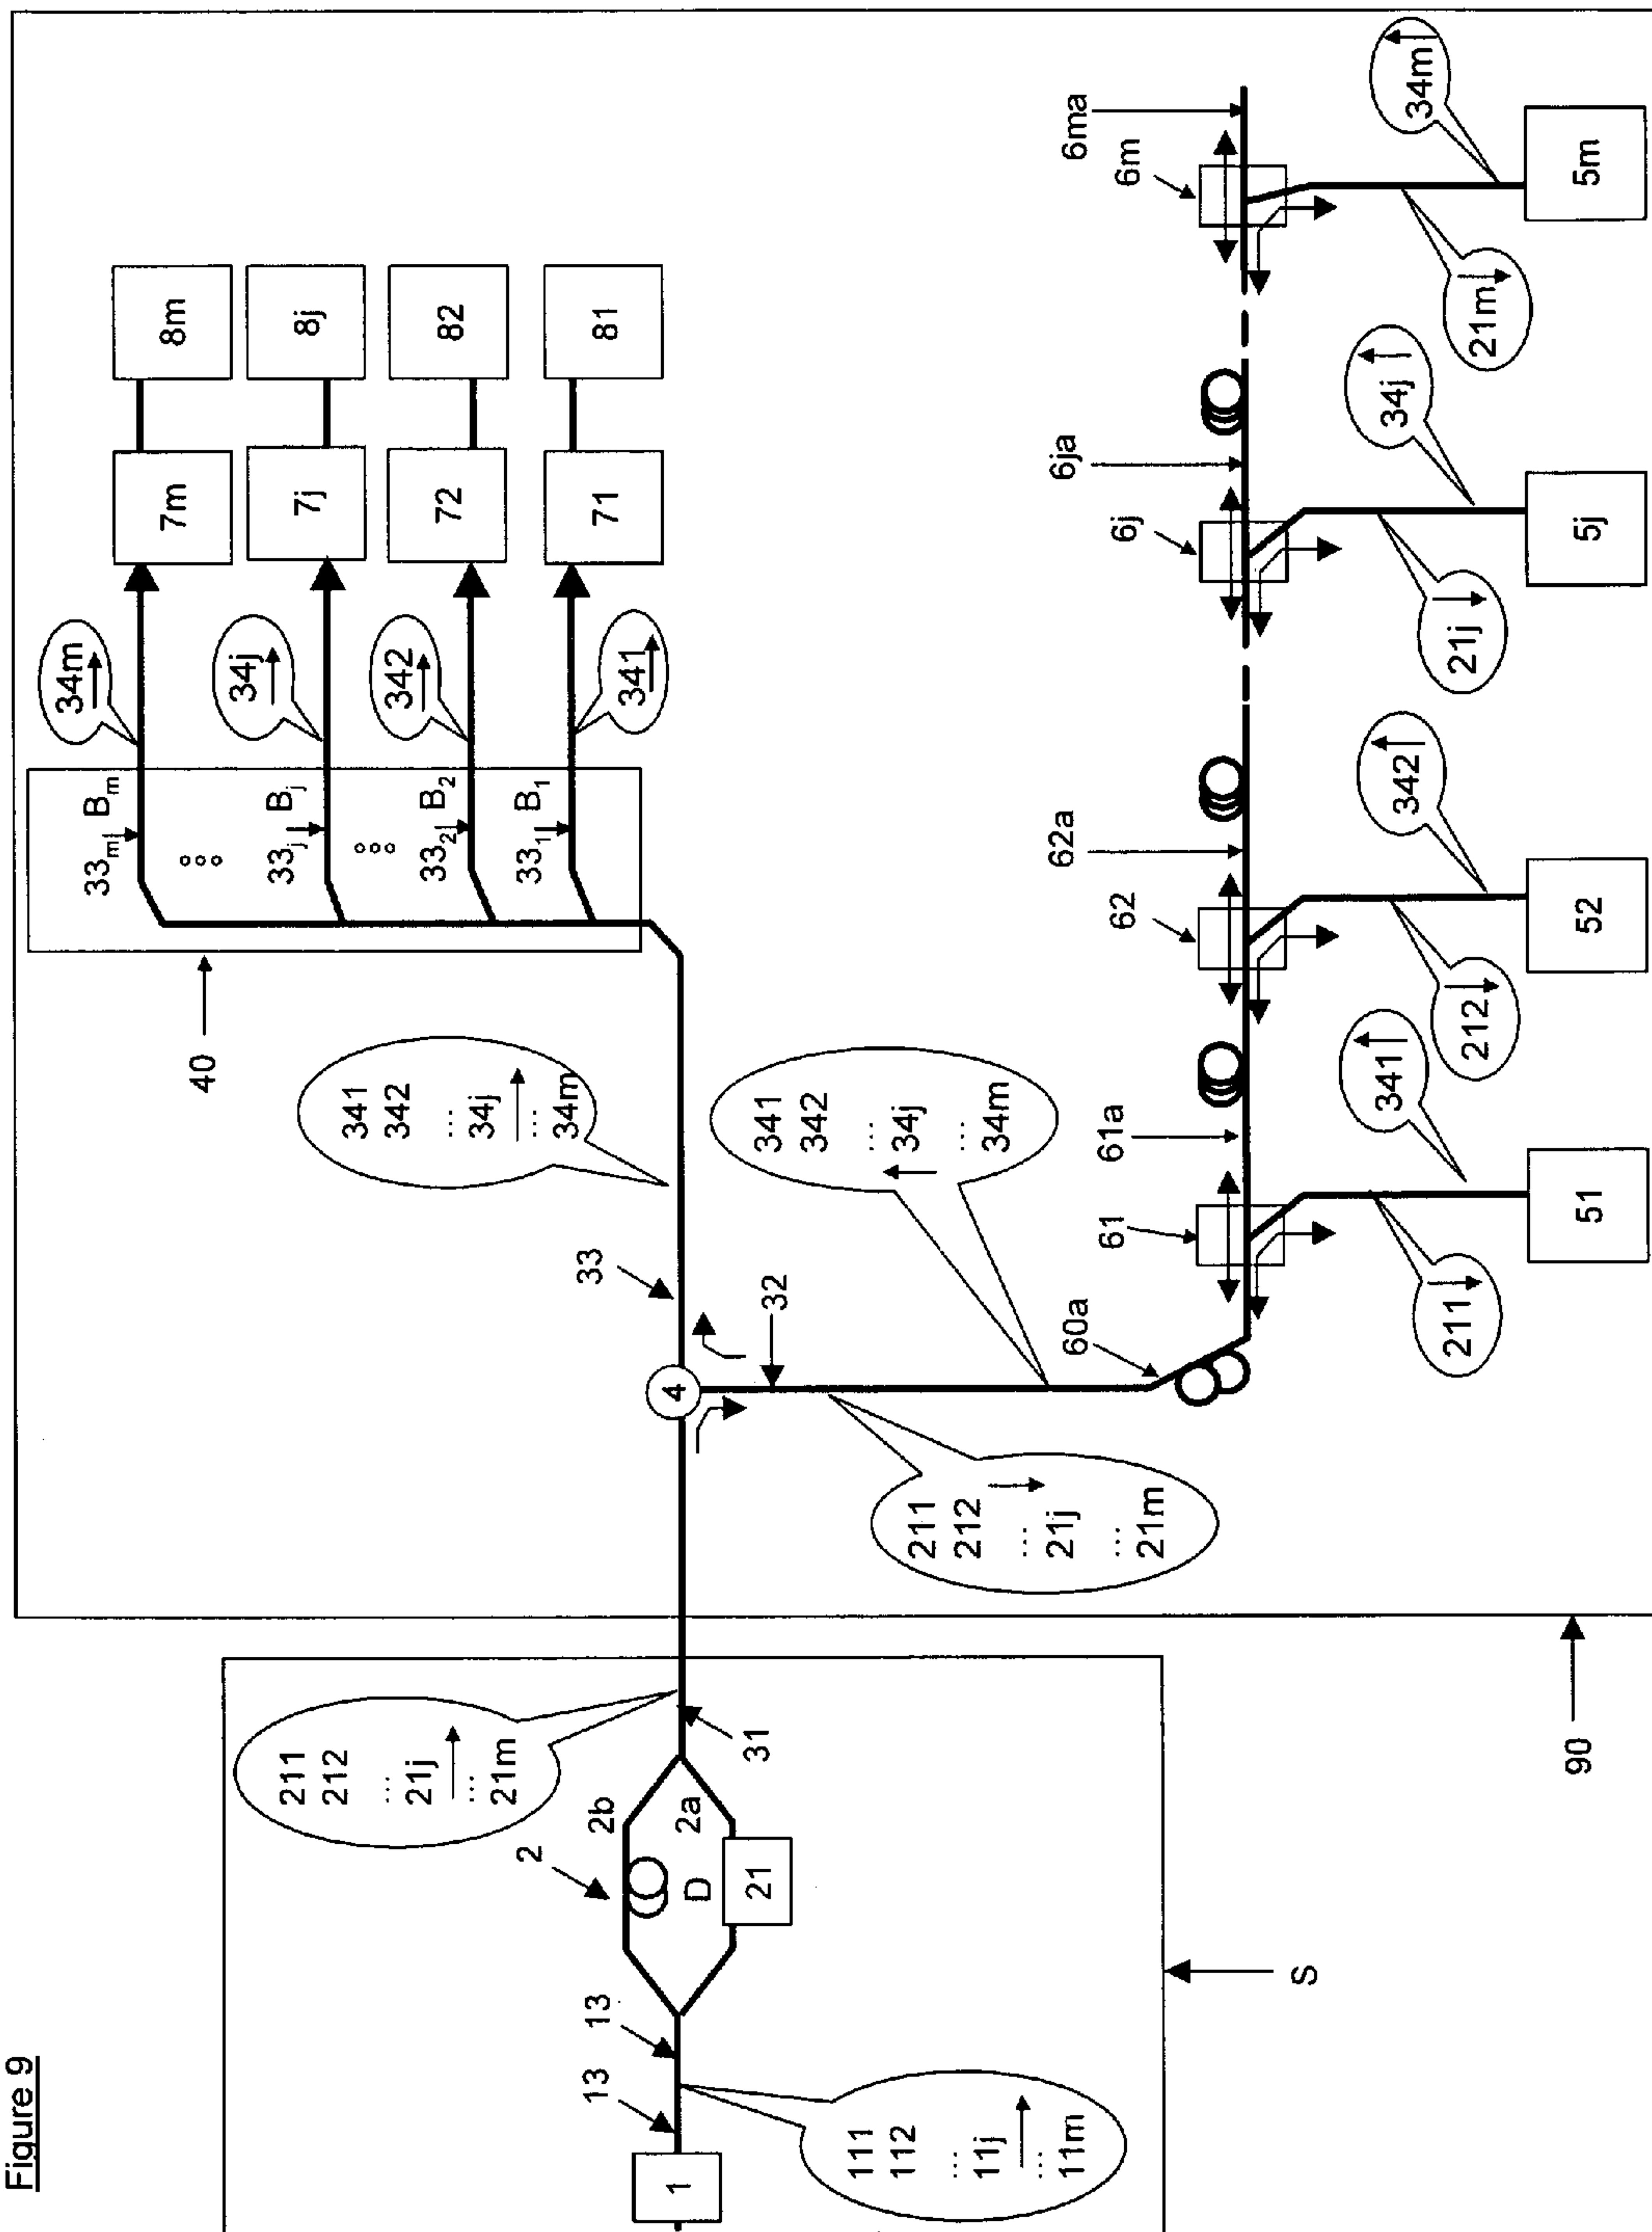 Figure 9
1
13
13
111
112
... 11j
... 11m
2
2b
2a
D
21
31
211
212
... 21j
... 21m
S
90
4
33
32
211
212
... 21j
... 21m
341
342
... 34j
... 34m
341
342
... 34j
... 34m
40
33m Bm
33j Bj
332 B2
331 B1
34m
34j
342
341
7m
7j
72
71
8m
8j
82
81
60a
61
61a
62
62a
6j
6ja
6m
6ma
211
341
212
342
21j
34j
21m
34m
51
52
5j
5m